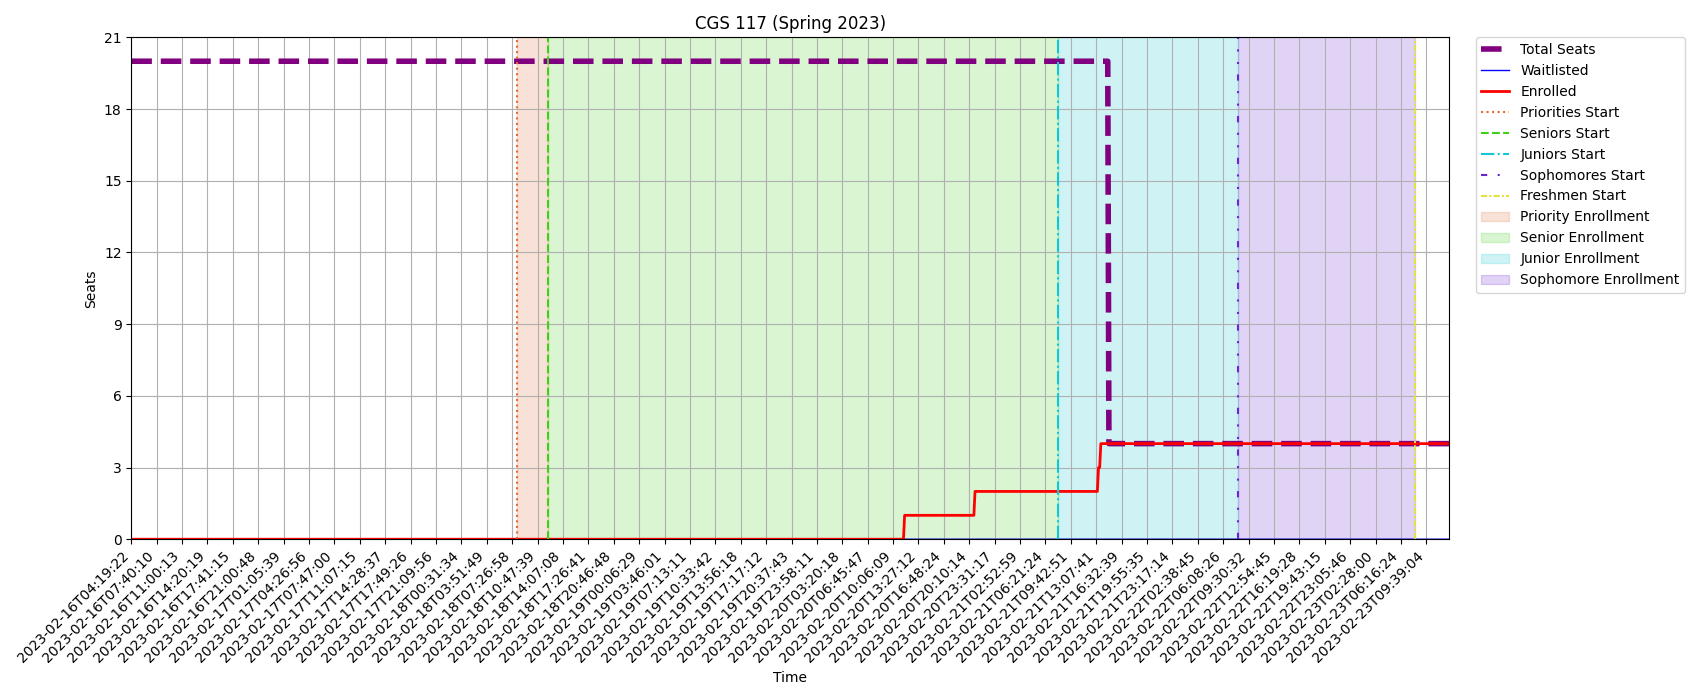 CGS 117 (Spring 2023)
21
18
15
12
9
6
3
0
Seats
2023-02-16T04:19:22
2023-02-16T07:40:10
2023-02-16T11:00:13
2023-02-16T14:20:19
2023-02-16T17:41:15
2023-02-16T21:00:48
2023-02-17T01:05:39
2023-02-17T04:26:56
2023-02-17T07:47:00
2023-02-17T11:07:15
2023-02-17T14:28:37
2023-02-17T17:49:26
2023-02-17T21:09:56
2023-02-18T00:31:34
2023-02-18T03:51:49
2023-02-18T07:26:58
2023-02-18T10:47:39
2023-02-18T14:07:08
2023-02-18T17:26:41
2023-02-18T20:46:48
2023-02-19T00:06:29
2023-02-19T03:46:01
2023-02-19T07:13:11
2023-02-19T10:33:42
2023-02-19T13:56:18
2023-02-19T17:17:12
2023-02-19T20:37:43
2023-02-19T23:58:11
2023-02-20T03:20:18
2023-02-20T06:45:47
2023-02-20T10:06:09
2023-02-20T13:27:12
2023-02-20T16:48:24
2023-02-20T20:10:14
2023-02-20T23:31:17
2023-02-21T02:52:59
2023-02-21T06:21:24
2023-02-21T09:42:51
2023-02-21T13:07:41
2023-02-21T16:32:39
2023-02-21T19:55:35
2023-02-21T23:17:14
2023-02-22T02:38:45
2023-02-22T06:08:26
2023-02-22T09:30:32
2023-02-22T12:54:45
2023-02-22T16:19:28
2023-02-22T19:43:15
2023-02-22T23:05:46
2023-02-23T02:28:00
2023-02-23T06:16:24
2023-02-23T09:39:04
Time
Total Seats
Waitlisted
Enrolled
Priorities Start
Seniors Start
Juniors Start
Sophomores Start
Freshmen Start
Priority Enrollment
Senior Enrollment
Junior Enrollment
Sophomore Enrollment